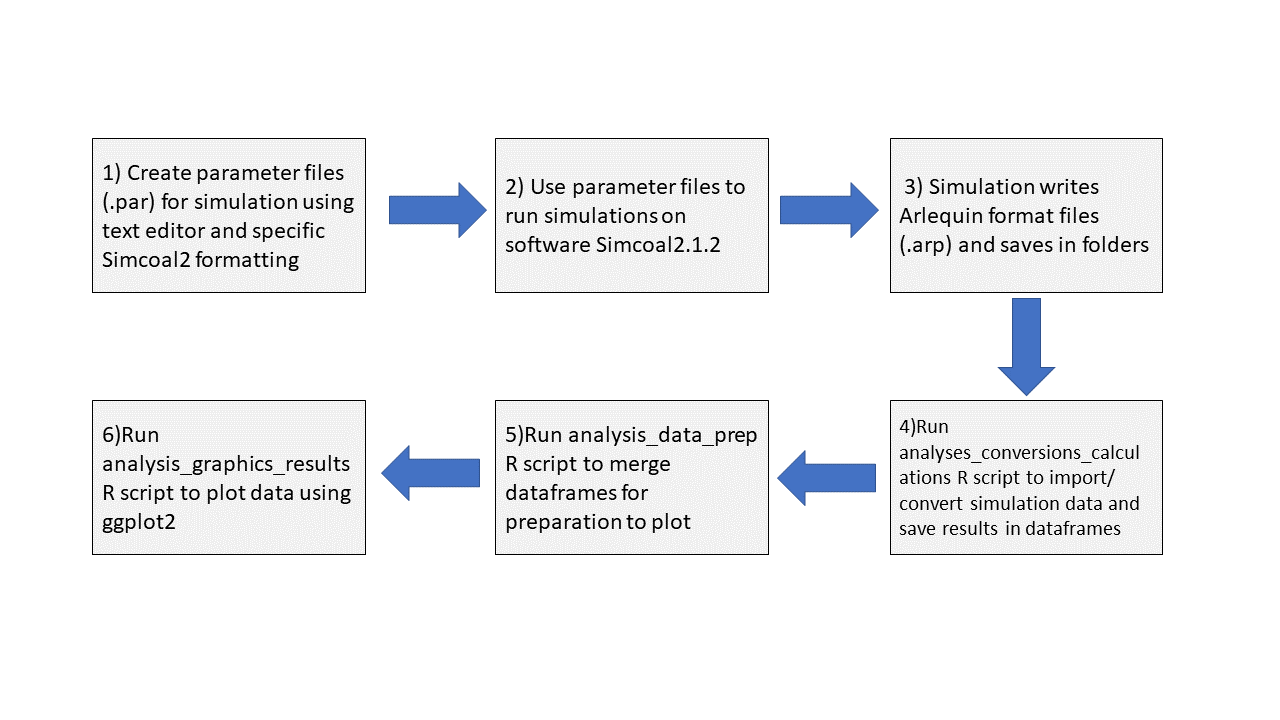 1) Create parameter files
(.par) for simulation using
text editor and specific
Simcoal2 formatting
2) Use parameter files to
run simulations on
software Simcoal2.1.2
3) Simulation writes
Arlequin format files
(.arp) and saves in folders
4)Run
analyses_conversions_calcul
ations R script to import/
convert simulation data and
save results in dataframes
5)Run analysis_data_prep
R script to merge
dataframes for
preparation to plot
6)Run
analysis_graphics_results
R script to plot data using
ggplot2